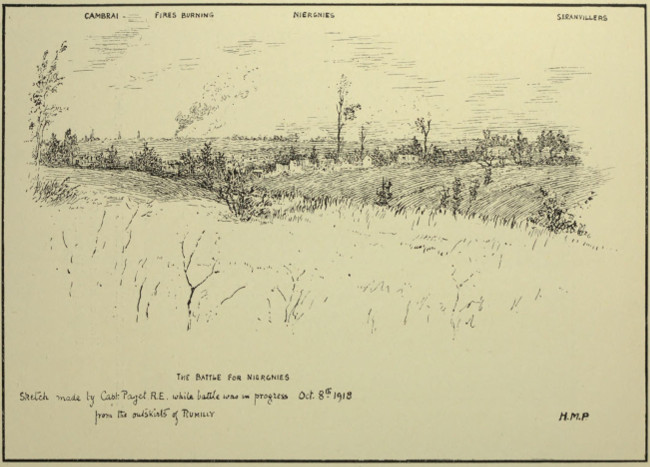 CAMBRAI - FIRES BURNING NIERGNIES SERANVILLERS
THE BATTLE FOR NIERGNIES
Sketch made by Capt. Paget R.E. while battle was in progress Oct. 8th 1918
from the outskirts of RUMILLY
H.M.P